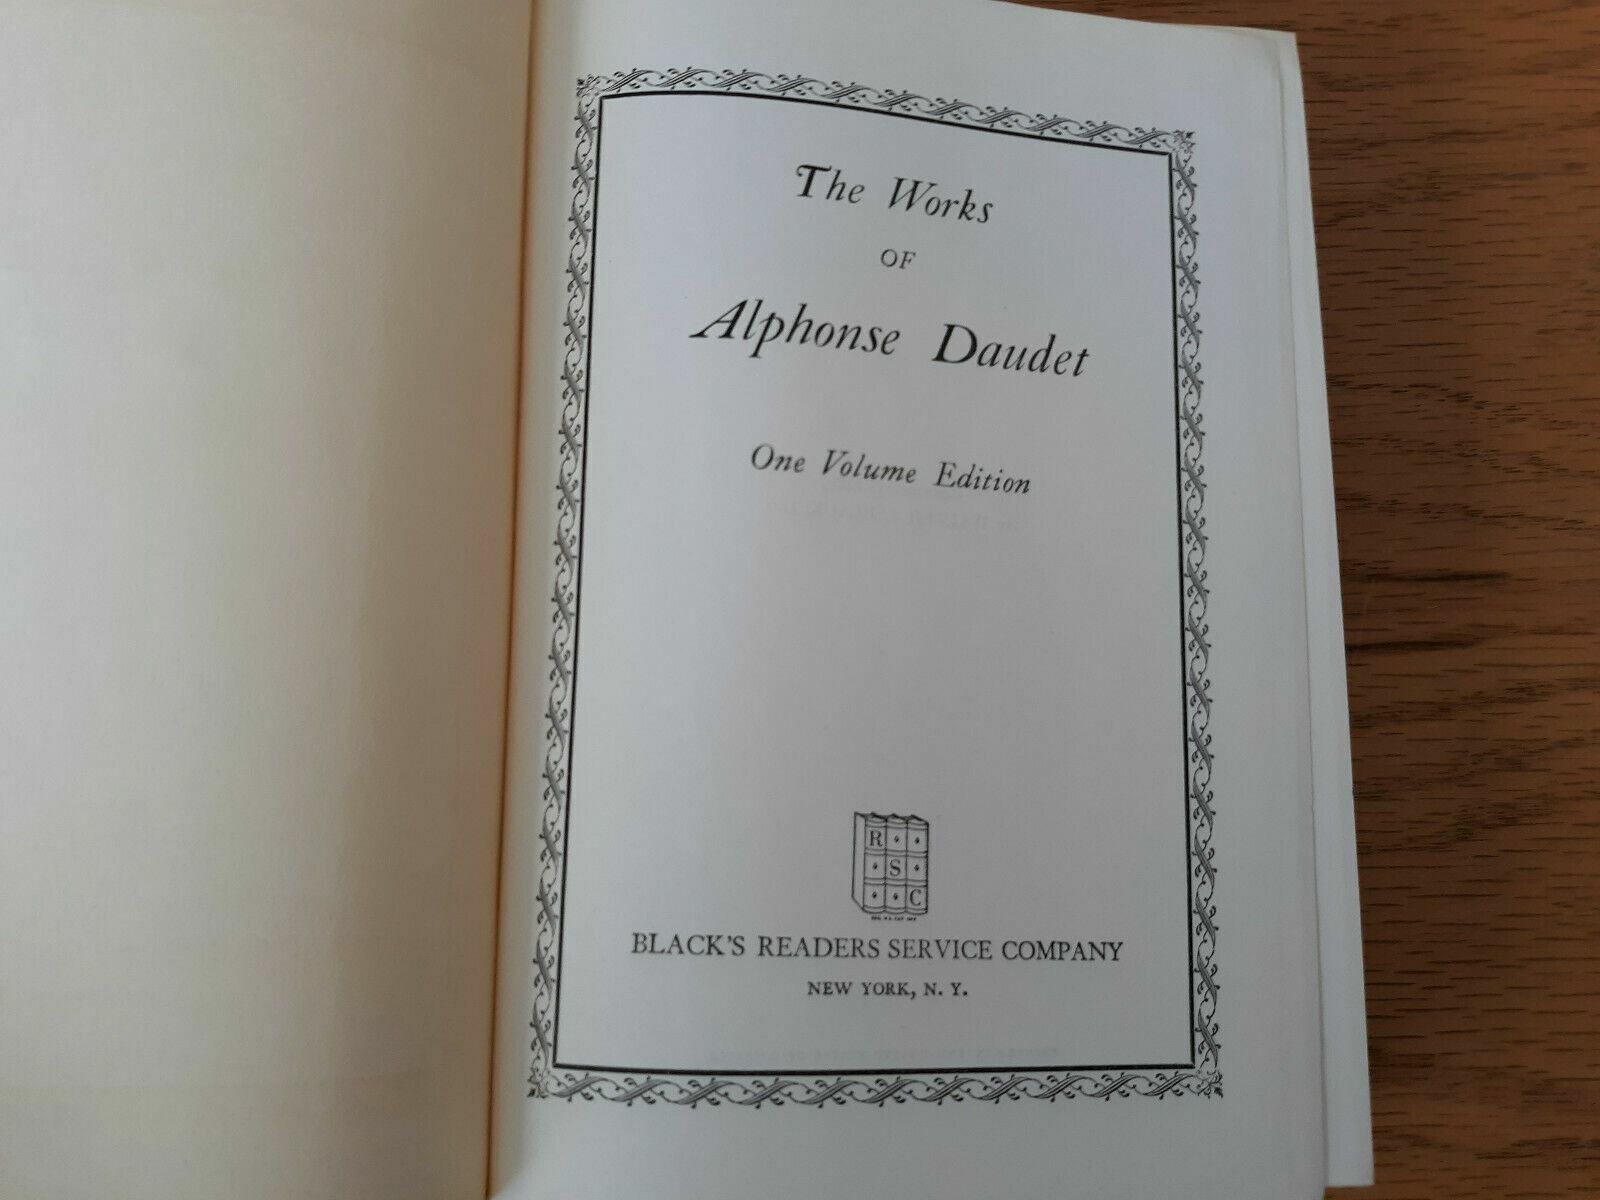 The Works
OF
Alphonse Daudet
One Volume Edition
R
S
C
BLACK'S READERS SERVICE COMPANY
NEW YORK, N. Y.